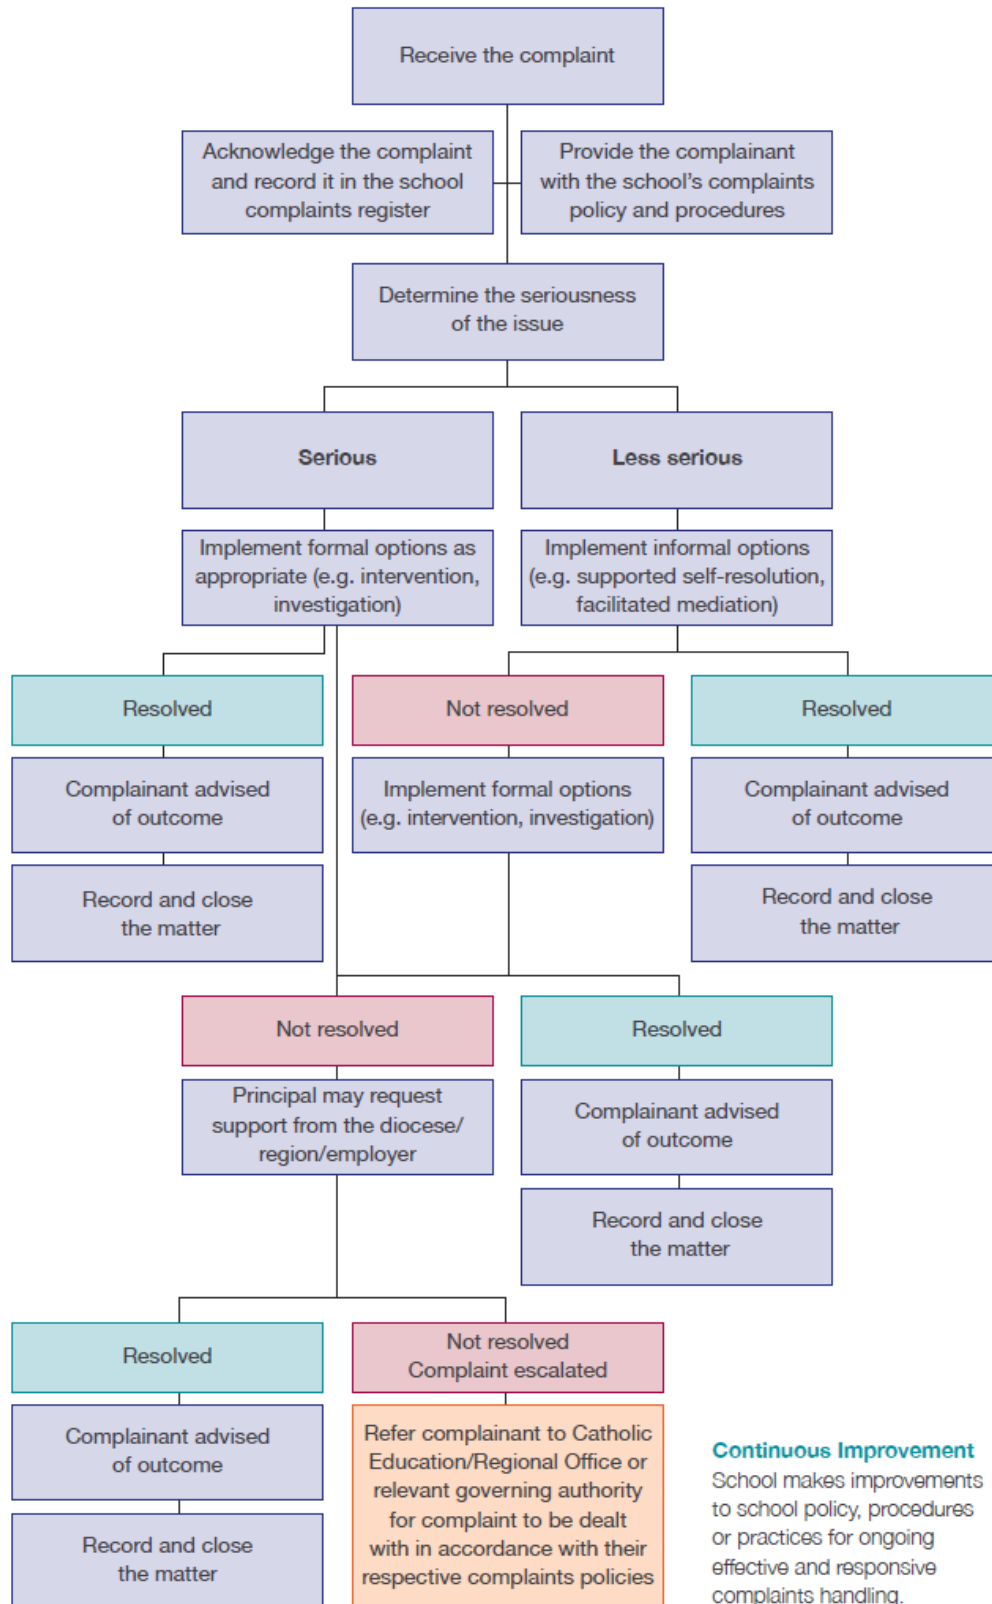 Receive the complaint
Acknowledge the complaint
and record it in the school
complaints register
Provide the complainant
with the school's complaints
policy and procedures
Determine the seriousness
of the issue
Serious
Less serious
Implement formal options as
appropriate (e.g. intervention,
investigation)
Implement informal options
(e.g. supported self-resolution,
facilitated mediation)
Resolved
Not resolved
Resolved
Complainant advised
of outcome
Implement formal options
(e.g. intervention, investigation)
Complainant advised
of outcome
Record and close
the matter
Record and close
the matter
Not resolved
Resolved
Principal may request
support from the diocese/
region/employer
Complainant advised
of outcome
Record and close
the matter
Resolved
Not resolved
Complaint escalated
Complainant advised
of outcome
Record and close
the matter
Refer complainant to Catholic
Education/Regional Office or
relevant governing authority
for complaint to be dealt
with in accordance with their
respective complaints policies
Continuous Improvement
School makes improvements
to school policy, procedures
or practices for ongoing
effective and responsive
complaints handling.